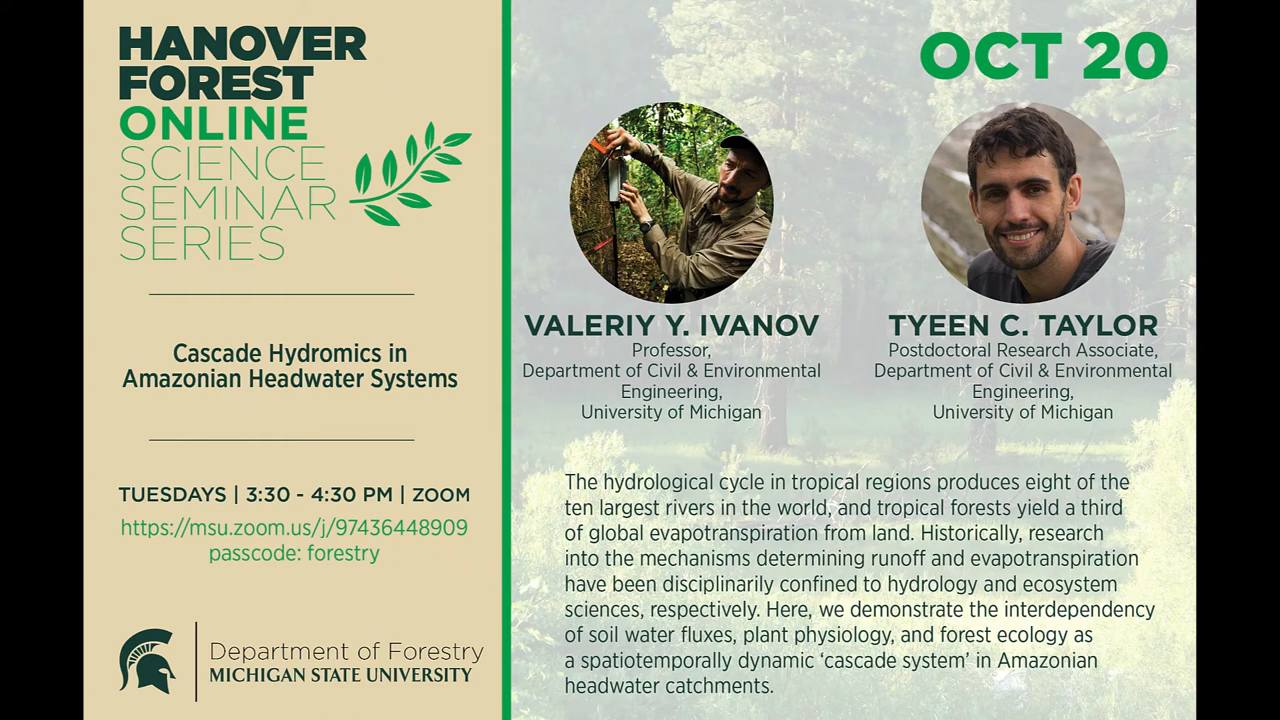 HANOVER
FOREST
ONLINE
SCIENCE
SEMINAR
SERIES
Cascade Hydromics in
Amazonian Headwater Systems
TUESDAYS | 3:30 - 4:30 PM | ZOOM
https://msu.zoom.us/j/97436448909
passcode: forestry
Department of Forestry
MICHIGAN STATE UNIVERSITY
OCT 20
VALERIY Y. IVANOV
Professor,
Department of Civil & Environmental
Engineering,
University of Michigan
TYEEN C. TAYLOR
Postdoctoral Research Associate,
Department of Civil & Environmental
Engineering,
University of Michigan
The hydrological cycle in tropical regions produces eight of the
ten largest rivers in the world, and tropical forests yield a third
of global evapotranspiration from land. Historically, research
into the mechanisms determining runoff and evapotranspiration
have been disciplinarily confined to hydrology and ecosystem
sciences, respectively. Here, we demonstrate the interdependency
of soil water fluxes, plant physiology, and forest ecology as
a spatiotemporally dynamic ‘cascade system’ in Amazonian
headwater catchments.